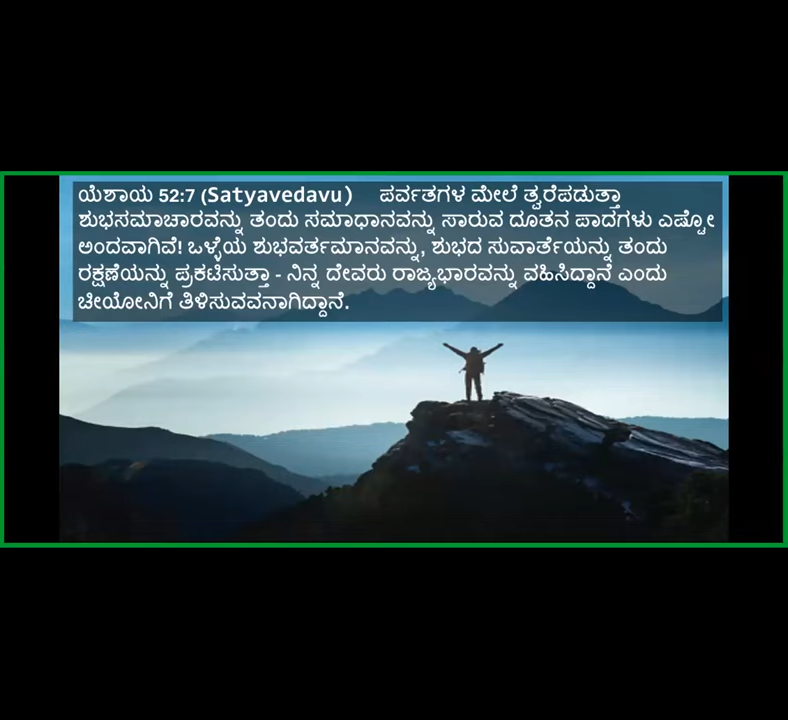 ಯೆಶಾಯ 52:7 (Satyavedavu) ಪರ್ವತಗಳ ಮೇಲೆ ತ್ವರೆಪಡುತ್ತಾ
ಶುಭಸಮಾಚಾರವನ್ನು ತಂದು ಸಮಾಧಾನವನ್ನು ಸಾರುವ ದೂತನ ಪಾದಗಳು ಎಷ್ಟೋ
ಅಂದವಾಗಿವೆ! ಒಳ್ಳೆಯ ಶುಭವರ್ತಮಾನವನ್ನು, ಶುಭದ ಸುವಾರ್ತೆಯನ್ನು ತಂದು
ರಕ್ಷಣೆಯನ್ನು ಪ್ರಕಟಿಸುತ್ತಾ - ನಿನ್ನ ದೇವರು ರಾಜ್ಯಭಾರವನ್ನು ವಹಿಸಿದ್ದಾನೆ ಎಂದು
ಚೀಯೋನಿಗೆ ತಿಳಿಸುವವನಾಗಿದ್ದಾನೆ.